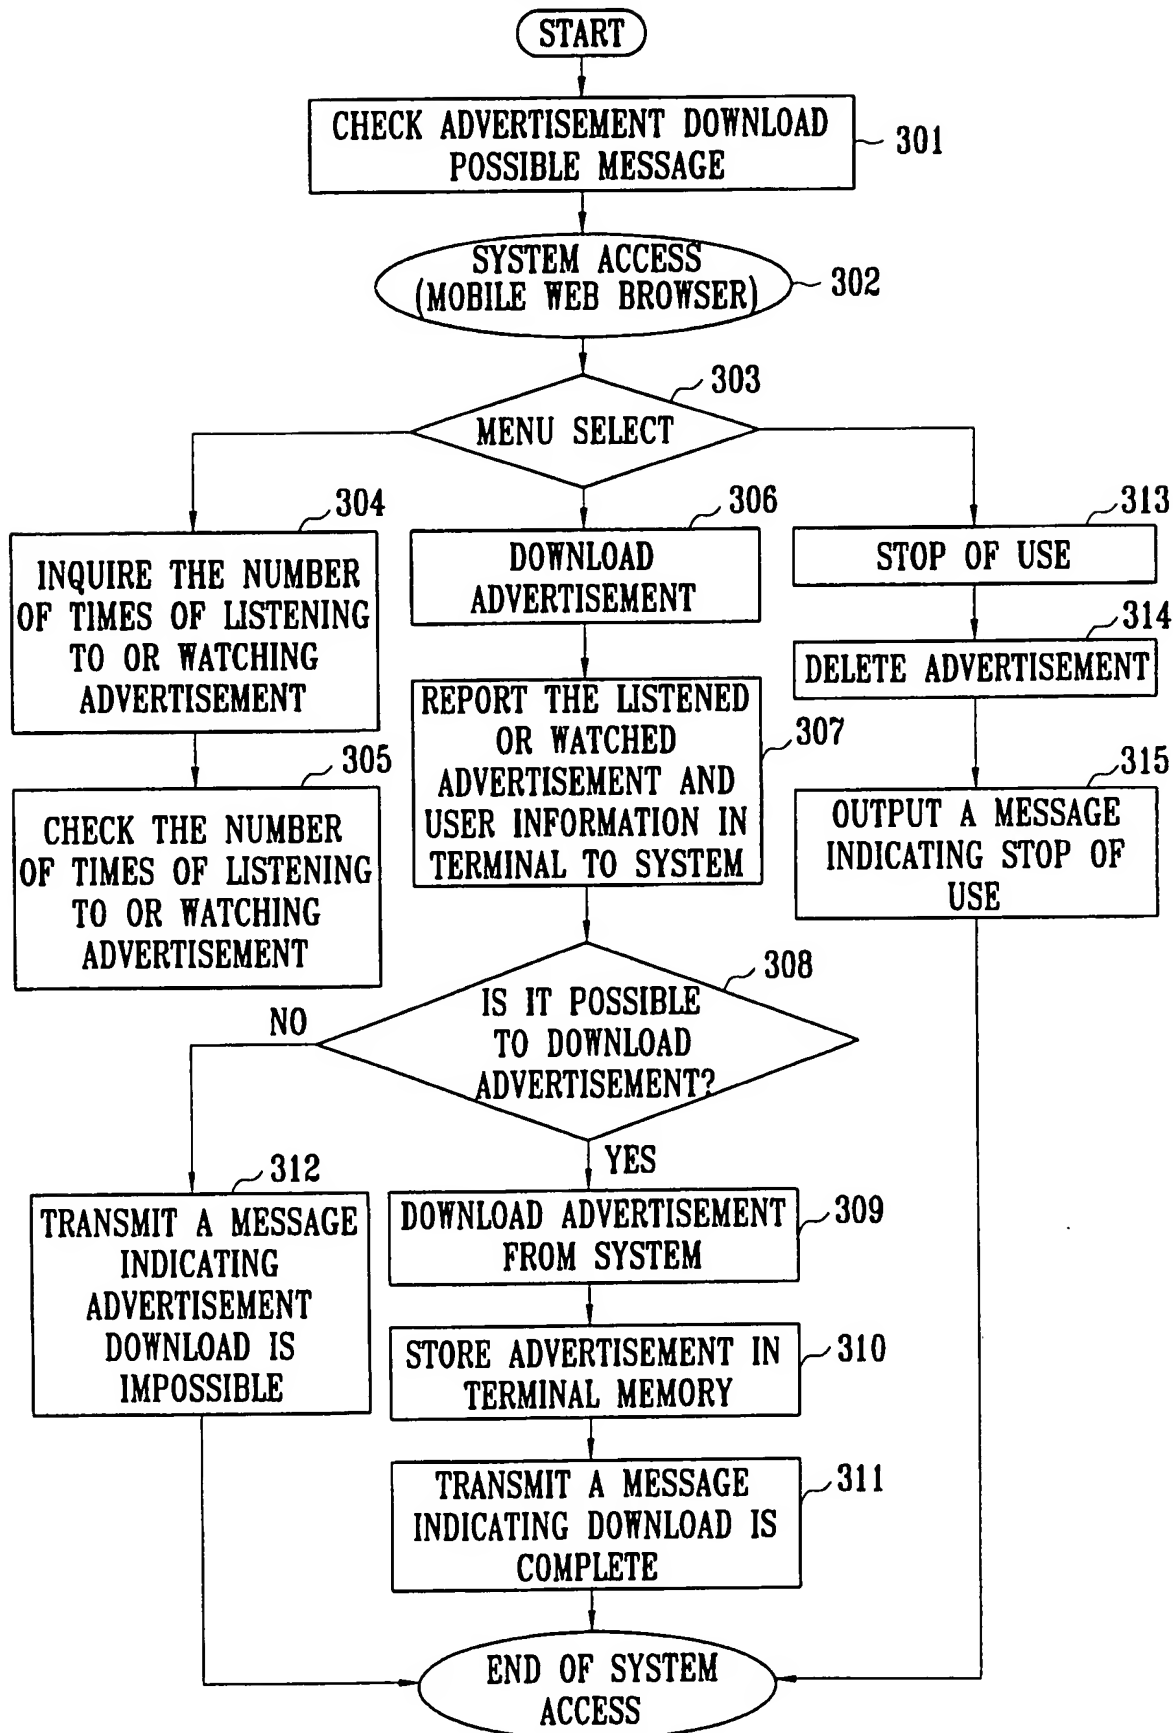 START
CHECK ADVERTISEMENT DOWNLOAD
POSSIBLE MESSAGE
301
SYSTEM ACCESS
(MOBILE WEB BROWSER)
302
303
MENU SELECT
304
INQUIRE THE NUMBER
OF TIMES OF LISTENING
TO OR WATCHING
ADVERTISEMENT
305
CHECK THE NUMBER
OF TIMES OF LISTENING
TO OR WATCHING
ADVERTISEMENT
306
DOWNLOAD
ADVERTISEMENT
REPORT THE LISTENED
OR WATCHED
ADVERTISEMENT AND
USER INFORMATION IN
TERMINAL TO SYSTEM
307
313
STOP OF USE
314
DELETE ADVERTISEMENT
315
OUTPUT A MESSAGE
INDICATING STOP OF
USE
308
IS IT POSSIBLE
TO DOWNLOAD
ADVERTISEMENT?
NO
YES
312
TRANSMIT A MESSAGE
INDICATING
ADVERTISEMENT
DOWNLOAD IS
IMPOSSIBLE
DOWNLOAD ADVERTISEMENT
FROM SYSTEM
309
STORE ADVERTISEMENT IN
TERMINAL MEMORY
310
TRANSMIT A MESSAGE
INDICATING DOWNLOAD IS
COMPLETE
311
END OF SYSTEM
ACCESS